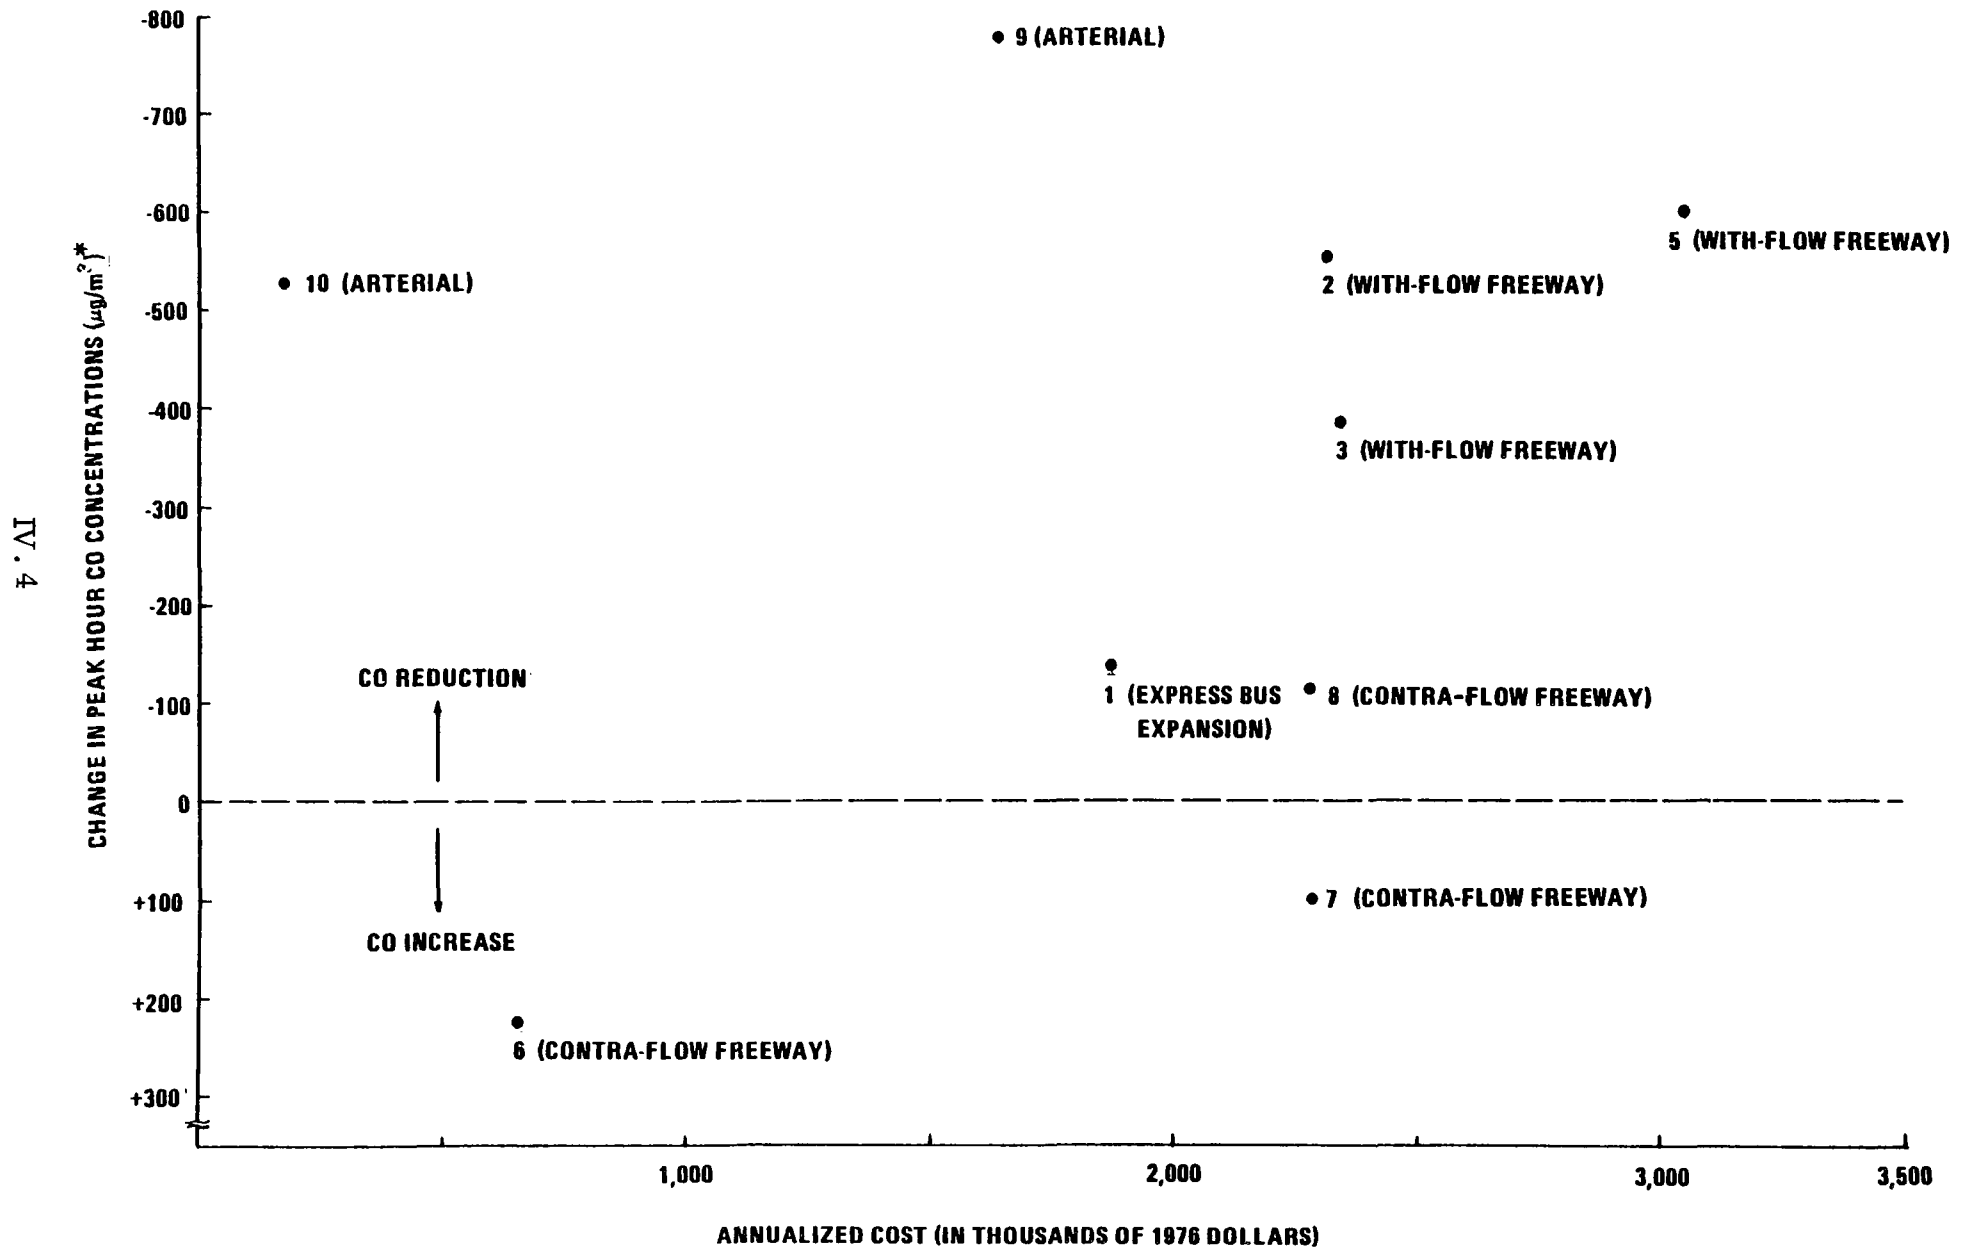 -800
-700
-600
-500
-400
-300
-200
-100
0
+100
+200
+300
CHANGE IN PEAK HOUR CO CONCENTRATIONS (µg/m³)*
IV. 4
9 (ARTERIAL)
5 (WITH-FLOW FREEWAY)
10 (ARTERIAL)
2 (WITH-FLOW FREEWAY)
3 (WITH-FLOW FREEWAY)
CO REDUCTION
1 (EXPRESS BUS
EXPANSION)
8 (CONTRA-FLOW FREEWAY)
7 (CONTRA-FLOW FREEWAY)
CO INCREASE
6 (CONTRA-FLOW FREEWAY)
1,000
2,000
3,000
3,500
ANNUALIZED COST (IN THOUSANDS OF 1976 DOLLARS)